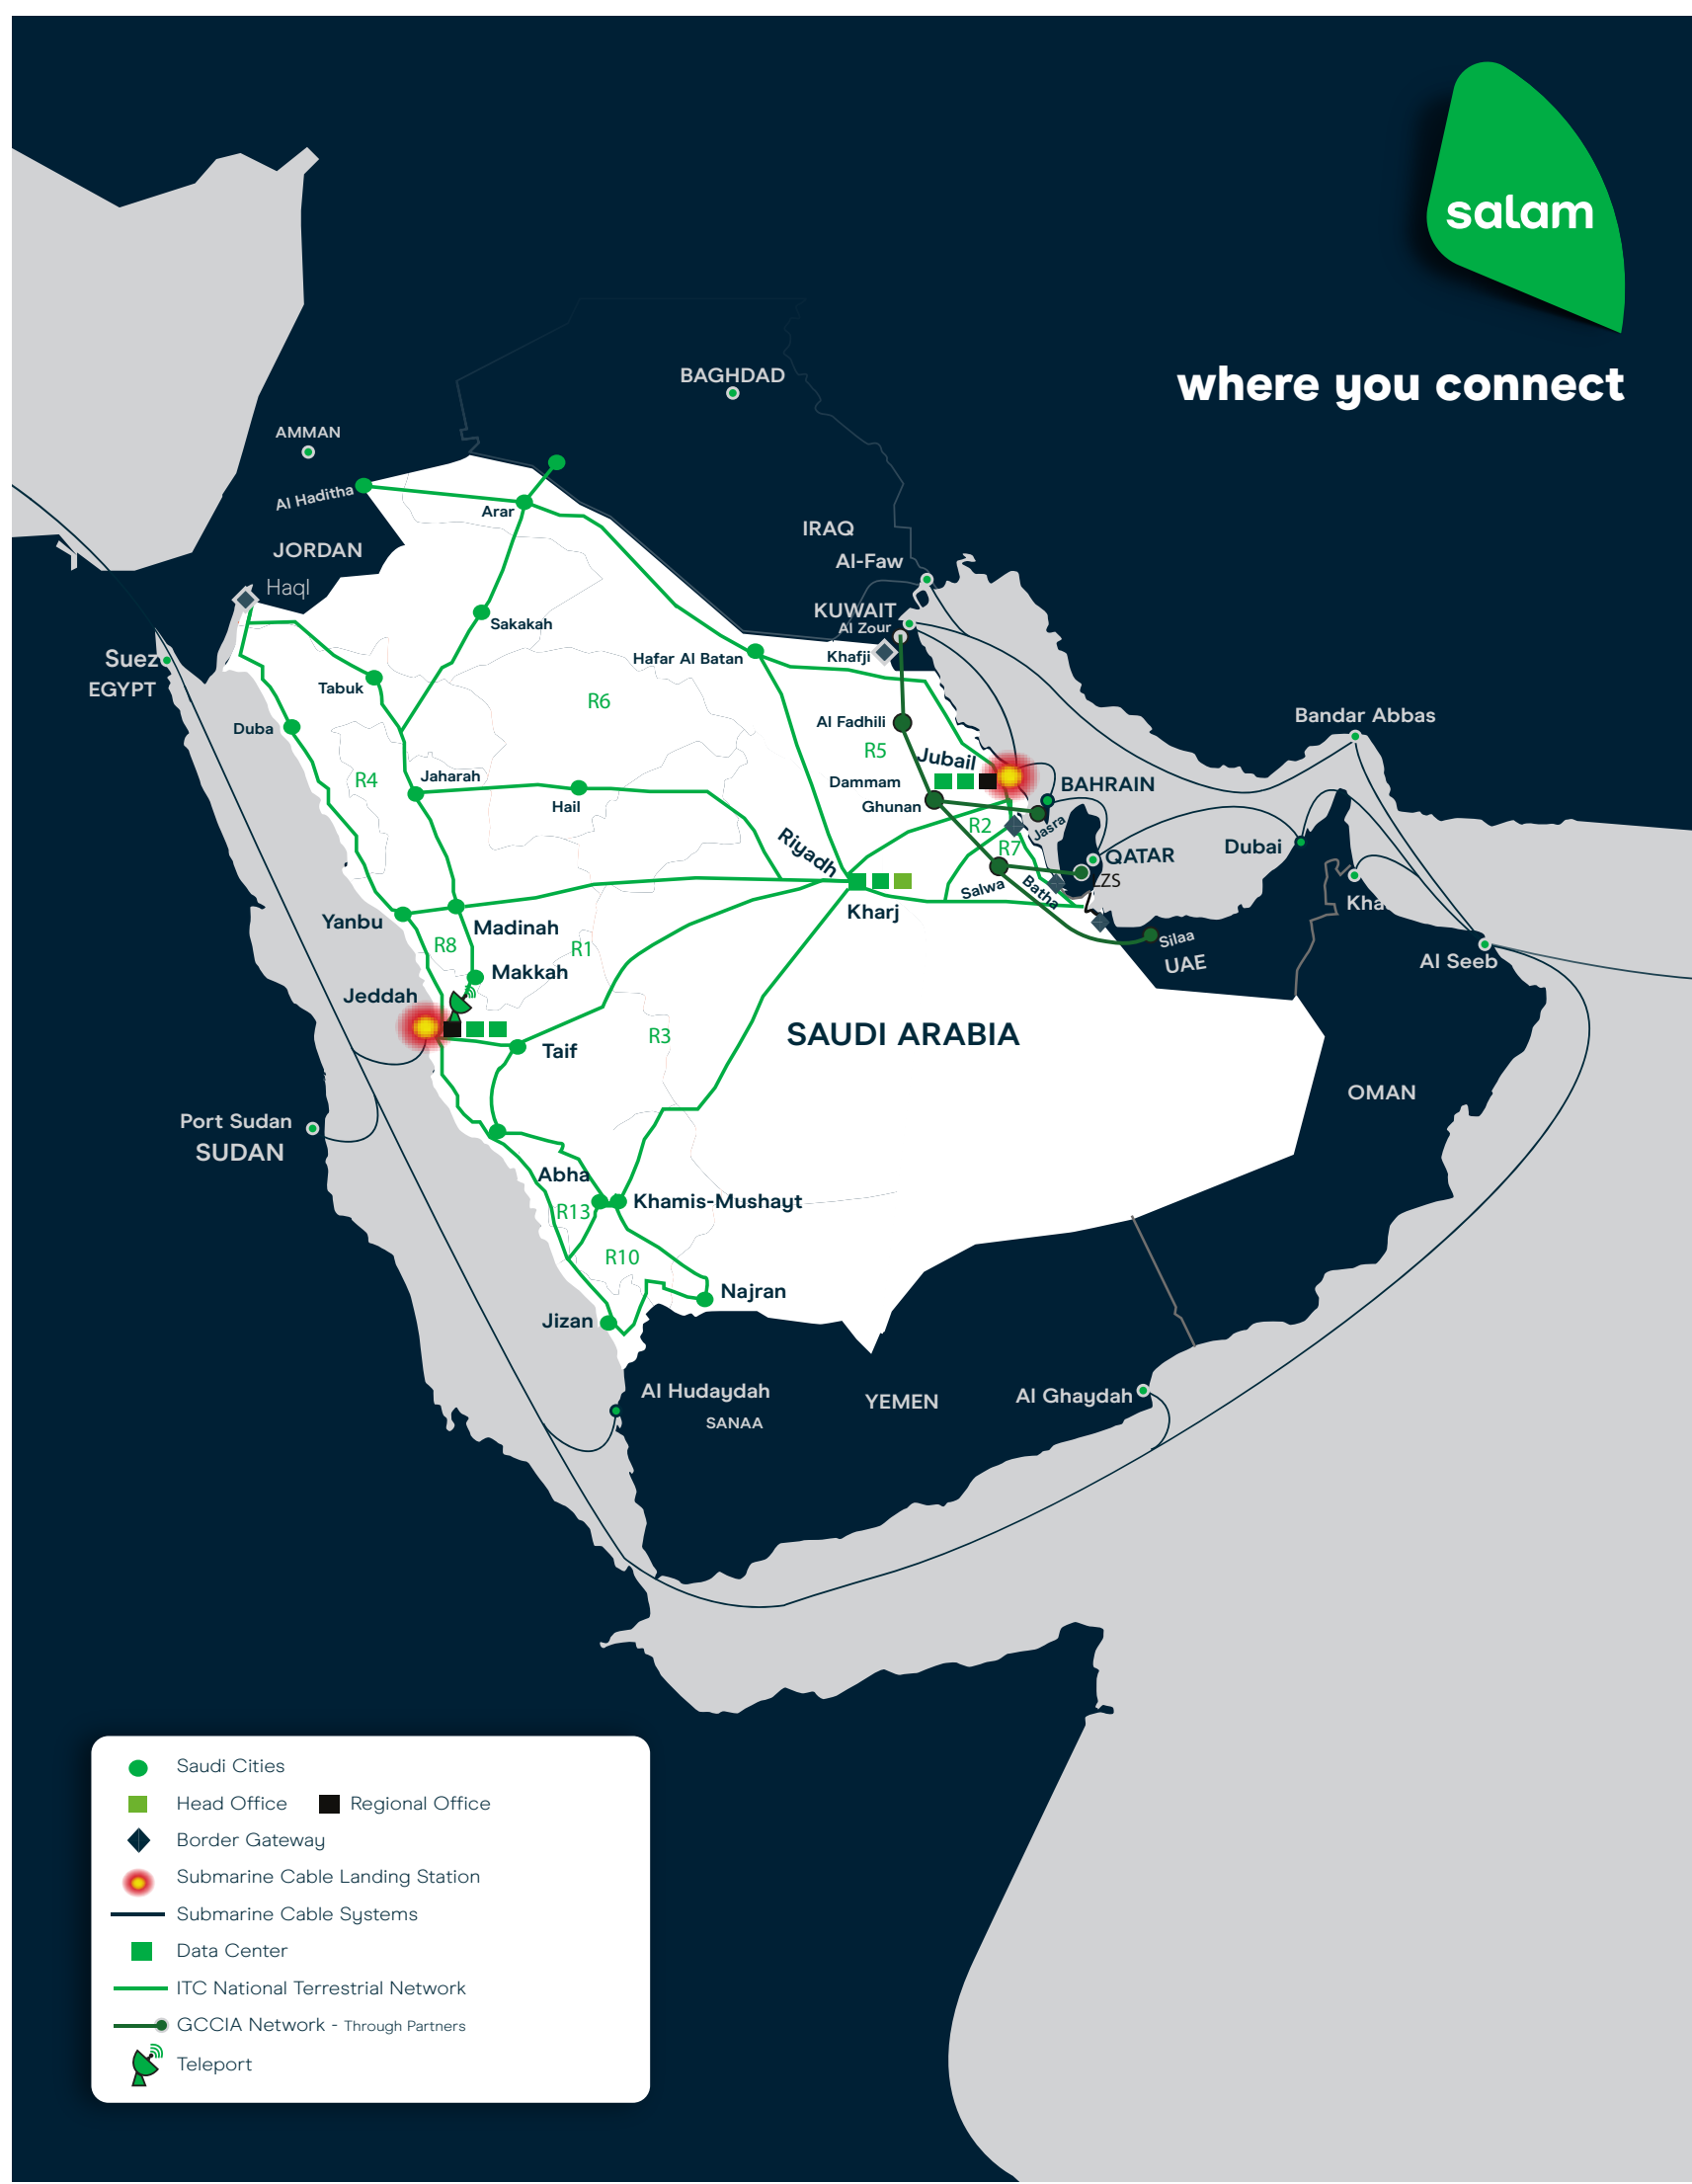 salam
where you connect
BAGHDAD
AMMAN
Al Haditha
Arar
IRAQ
JORDAN
Al-Faw
Haql
KUWAIT
Al Zour
Sakakah
Khafji
Hafar Al Batan
Suez
EGYPT
Tabuk
R6
Bandar Abbas
Duba
Al Fadhili
R5
Jubail
Jaharah
R4
Dammam
BAHRAIN
Hail
Ghunan
Jasra
R2
Riyadh
R7
Dubai
QATAR
ZZS
Salwa
Batha
Kha
Kharj
Yanbu
Madinah
R8
R1
Silaa
UAE
Al Seeb
Makkah
Jeddah
R3
SAUDI ARABIA
Taif
OMAN
Port Sudan
SUDAN
Abha
Khamis-Mushayt
R13
R10
Najran
Jizan
Al Hudaydah
SANAA
YEMEN
Al Ghaydah
Saudi Cities
Head Office
Regional Office
Border Gateway
Submarine Cable Landing Station
Submarine Cable Systems
Data Center
ITC National Terrestrial Network
GCCIA Network - Through Partners
Teleport